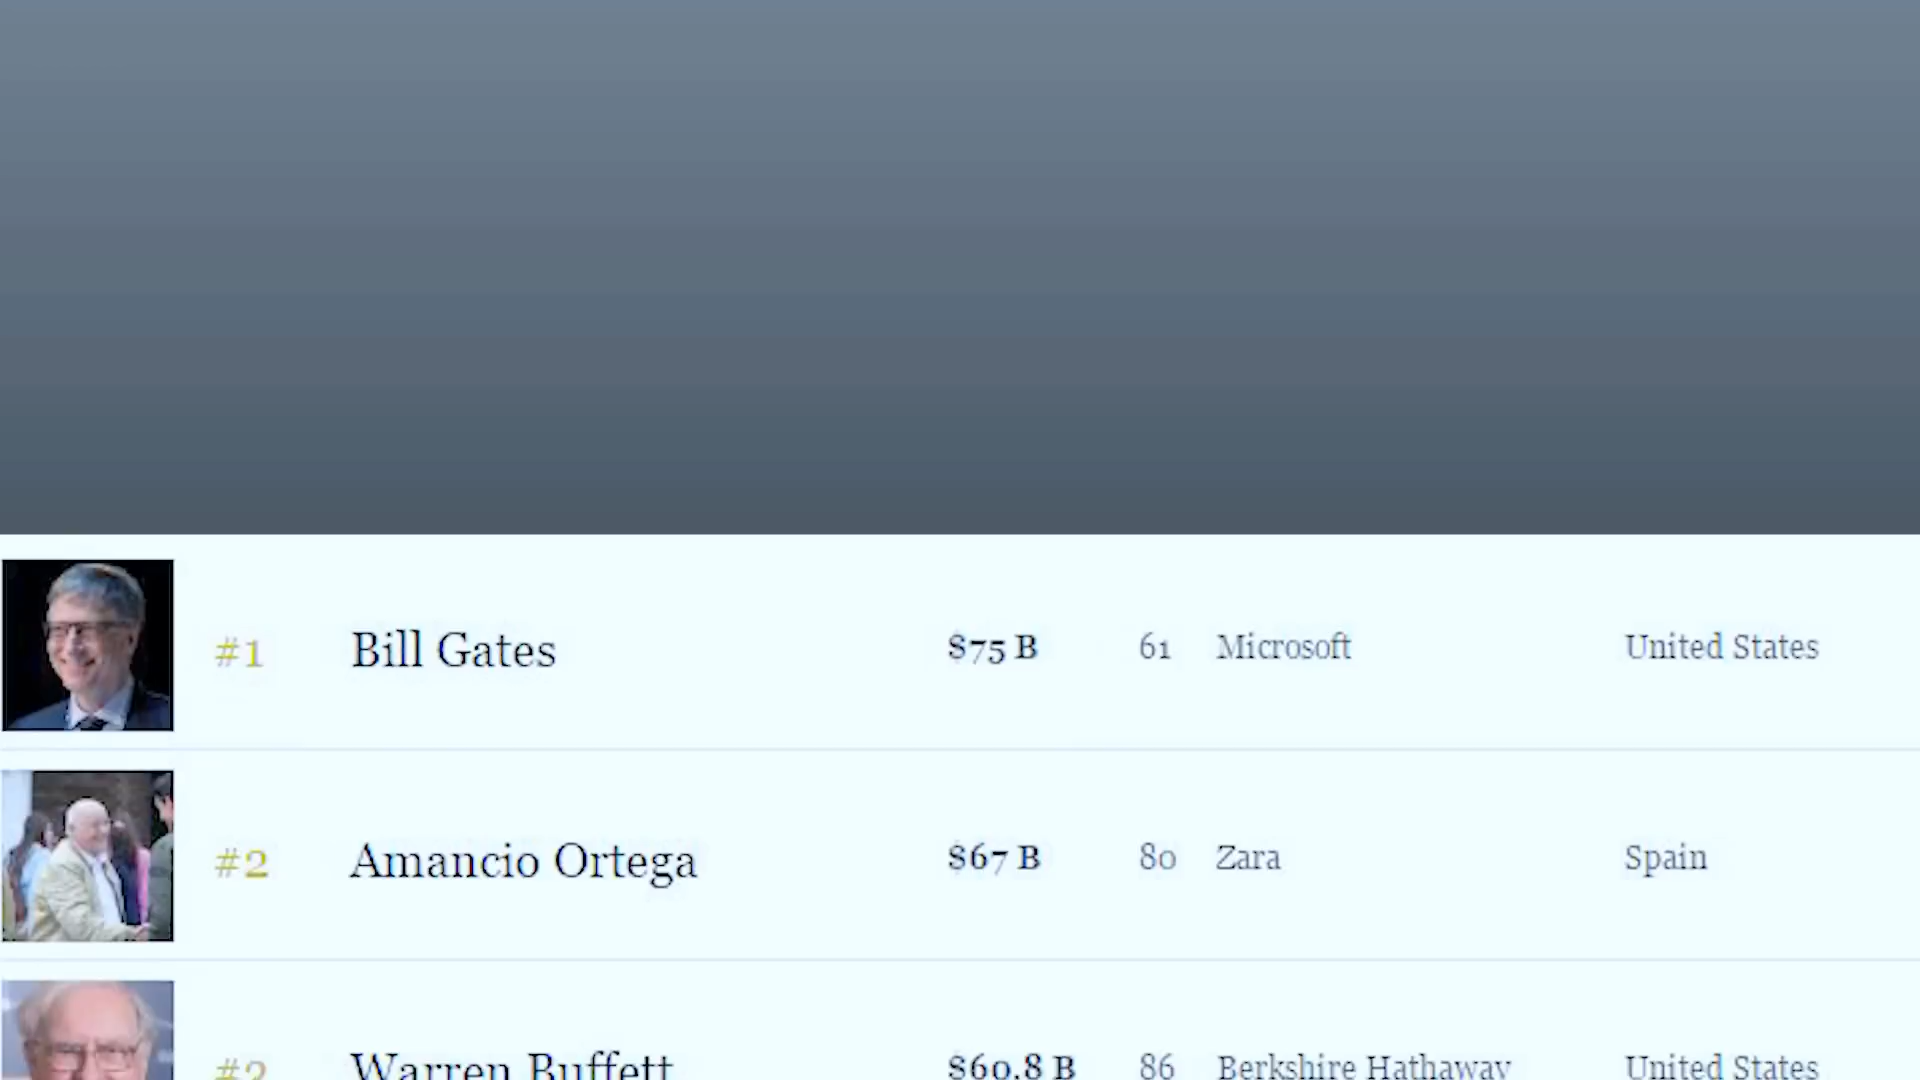 #1 Bill Gates $75 B 61 Microsoft United States
#2 Amancio Ortega $67 B 80 Zara Spain
#3 Warren Buffett $60.8 B 86 Berkshire Hathaway United States